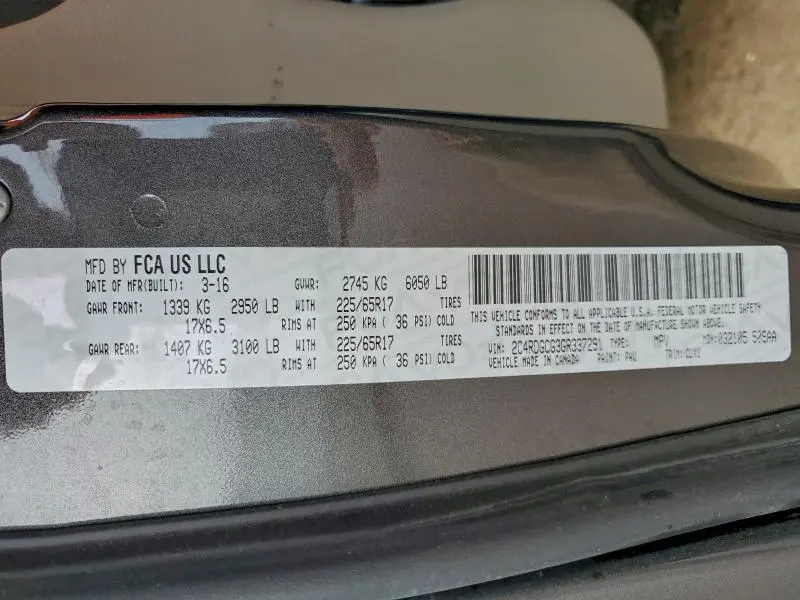 MFD BY FCA US LLC
DATE OF MFR(BUILT): 3-16 GVWR: 2745 KG 6050 LB
GAWR FRONT: 1339 KG 2950 LB WITH 225/65R17 TIRES
17X6.5 RIMS AT 250 KPA ( 36 PSI) COLD
GAWR REAR: 1407 KG 3100 LB WITH 225/65R17 TIRES
17X6.5 RIMS AT 250 KPA ( 36 PSI) COLD
THIS VEHICLE CONFORMS TO ALL APPLICABLE U.S.A. FEDERAL MOTOR VEHICLE SAFETY
STANDARDS IN EFFECT ON THE DATE OF MANUFACTURE SHOWN ABOVE.
VIN: 2C4RDGCG3GR337291 TYPE: MPV MDH: 032105 509AA
VEHICLE MADE IN CANADA PAINT: PAU TRIM: